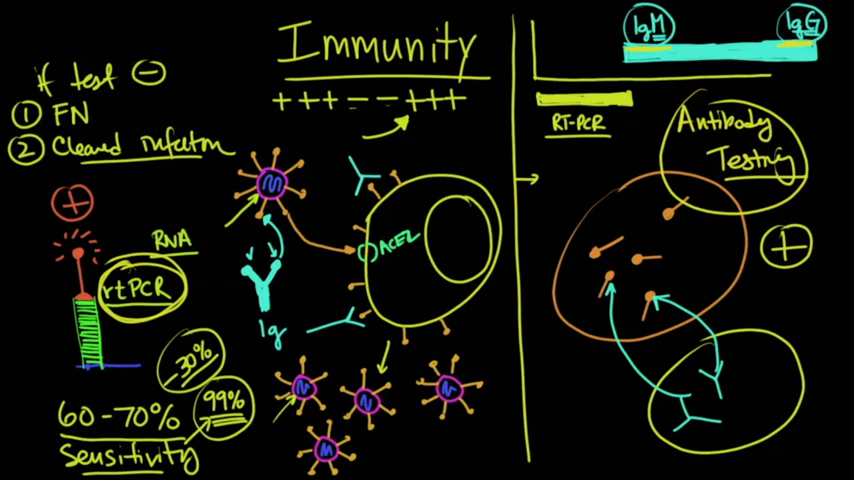 Immunity
+ + + - - + + +
if test ⊖
① FN
② Cleared infection
+
RNA
rtPCR
-30%
60-70%
99%
Sensitivity
Ig
ACE2
IgM
IgG
RT-PCR
Antibody
Testing
+